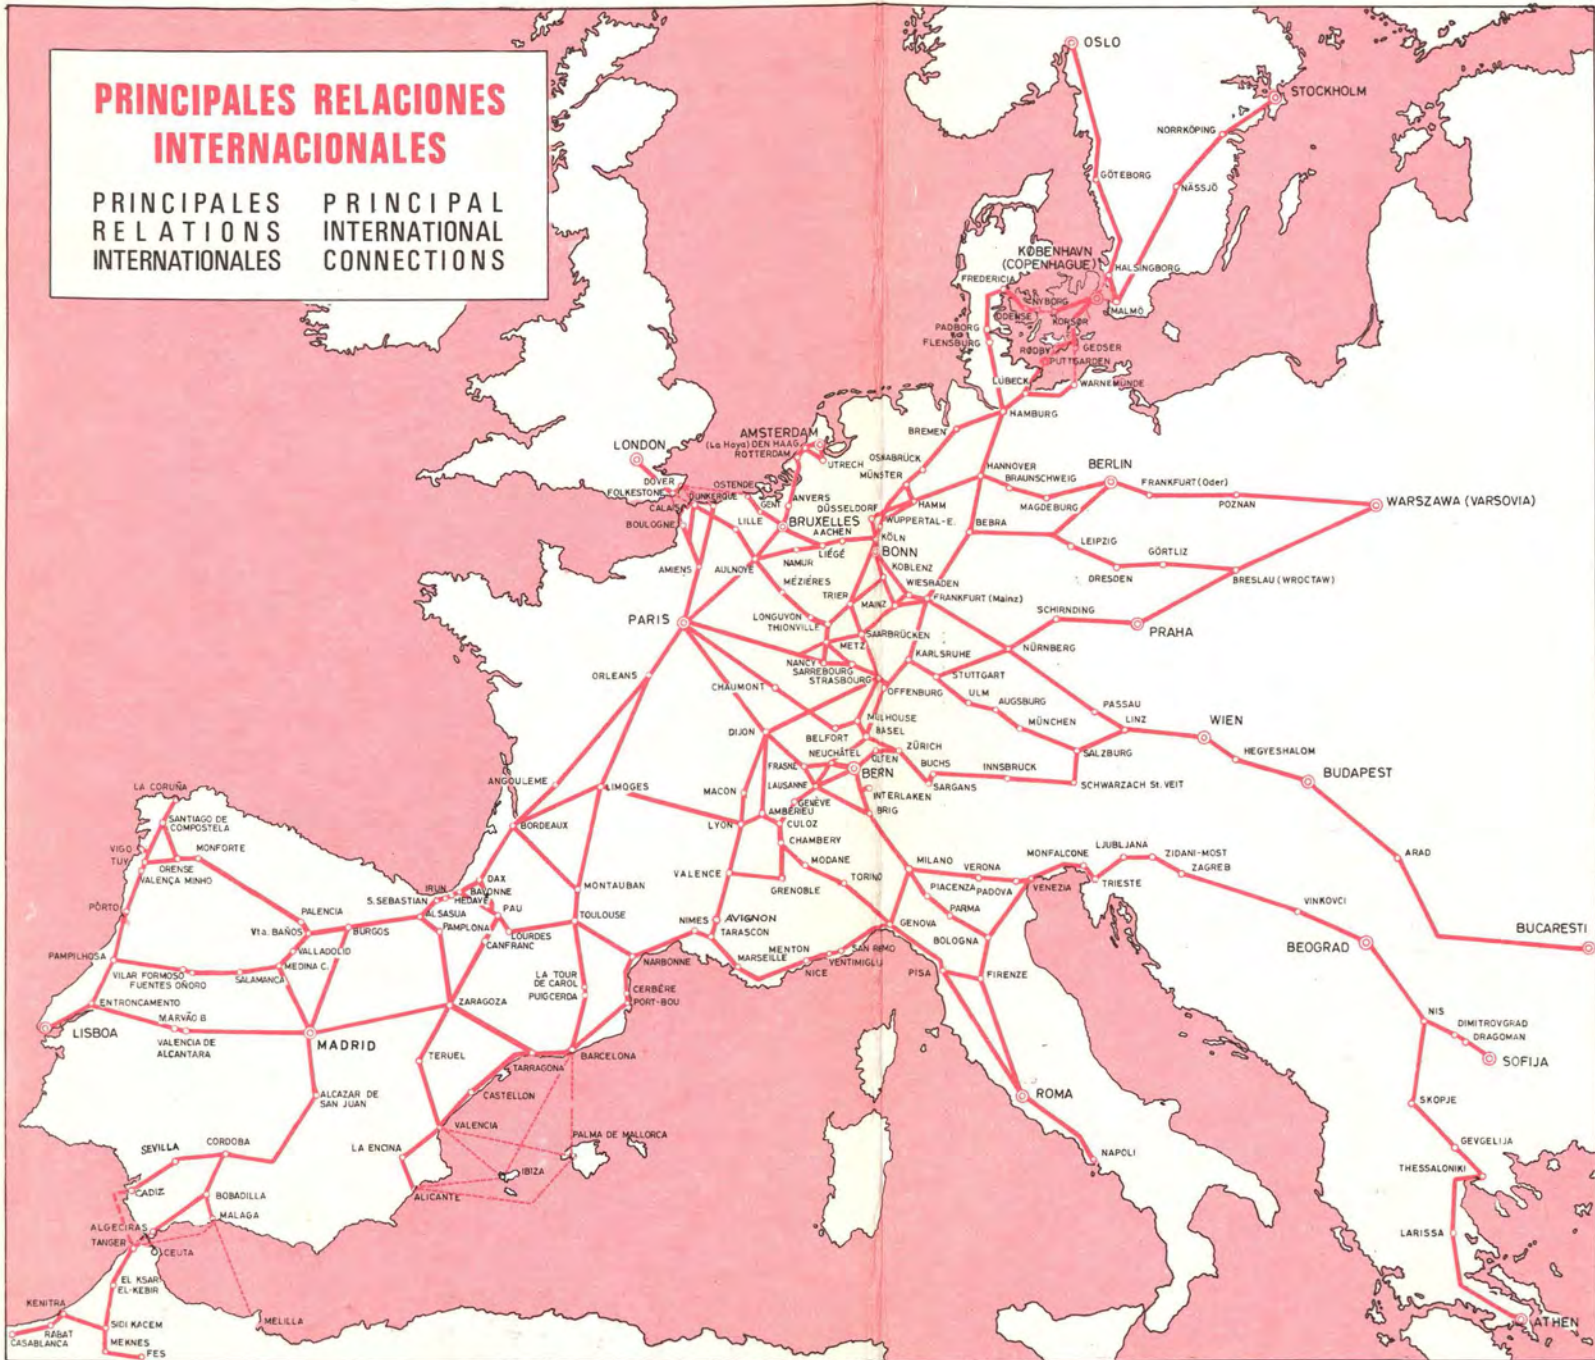 PRINCIPALES RELACIONES
INTERNACIONALES
PRINCIPALES
RELATIONS
INTERNATIONALES
PRINCIPAL
INTERNATIONAL
CONNECTIONS
OSLO
STOCKHOLM
NORRKÖPING
GÖTEBORG
NÄSSJÖ
KØBENHAVN
(COPENHAGUE)
HALSINGBORG
FREDERICIA
NYBORG
ODENSE
KORSØR
MALMÖ
PADBORG
FLENSBURG
RØDBY
GEDSER
PUTTGARDEN
LÜBECK
WARNEMÜNDE
HAMBURG
BREMEN
AMSTERDAM
(La Haya) DEN HAAG
ROTTERDAM
UTRECH
OSNABRÜCK
MÜNSTER
HANNOVER
BRAUNSCHWEIG
BERLIN
FRANKFURT (Oder)
MAGDEBURG
POZNAN
WARSZAWA (VARSOVIA)
LONDON
DOVER
FOLKESTONE
OSTENDE
DUNKERQUE
CALAIS
BOULOGNE
GENT
ANVERS
LILLE
BRUXELLES
DÜSSELDORF
HAMM
WUPPERTAL-E.
AACHEN
KÖLN
LIÉGÉ
BONN
BEBRA
LEIPZIG
GÖRTLIZ
DRESDEN
BRESLAU (WROCTAW)
AMIENS
AULNOYE
NAMUR
MÉZIÉRES
KOBLENZ
WIESBADEN
TRIER
MAINZ
FRANKFURT (Mainz)
SCHIRNDING
PRAHA
PARIS
LONGUYON
THIONVILLE
SAARBRÜCKEN
METZ
NANCY
SARREBOURG
STRASBOURG
KARLSRUHE
NÜRNBERG
STUTTGART
OFFENBURG
ULM
AUGSBURG
MÜNCHEN
PASSAU
LINZ
WIEN
HEGYESHALOM
BUDAPEST
SALZBURG
ORLEANS
CHAUMONT
DIJON
BELFORT
MULHOUSE
BASEL
NEUCHÂTEL
OLTEN
ZÜRICH
BUCHS
INNSBRUCK
SARGANS
SCHWARZACH St. VEIT
FRASNE
BERN
LAUSANNE
INTERLAKEN
GENÈVE
BRIG
ANGOULEME
LIMOGES
MACON
AMBÉRIEU
LYON
CULOZ
CHAMBERY
MODANE
TORINO
VALENCE
GRENOBLE
BORDEAUX
MONTAUBAN
TOULOUSE
DAX
BAYONNE
IRUN
HEDAYE
S.SEBASTIAN
PAU
LOURDES
ALSASUA
PAMPLONA
CANFRANC
NIMES
AVIGNON
TARASCON
MARSEILLE
MENTON
NICE
SAN REMO
VENTIMIGLIA
NARBONNE
LA TOUR
DE CAROL
PUIGCERDA
CERBÈRE
PORT-BOU
MILANO
VERONA
PADOVA
MONFALCONE
VENEZIA
TRIESTE
LJUBLJANA
ZIDANI-MOST
ZAGREB
VINKOVCI
BEOGRAD
ARAD
BUCARESTI
PIACENZA
PARMA
GENOVA
BOLOGNA
PISA
FIRENZE
ROMA
NAPOLI
NIS
DIMITROVGRAD
DRAGOMAN
SOFIJA
SKOPJE
GEVGELIJA
THESSALONIKI
LARISSA
ATHEN
LA CORUÑA
SANTIAGO DE
COMPOSTELA
VIGO
MONFORTE
TUY
ORENSE
VALENÇA MINHO
PÔRTO
PALENCIA
Vta. BAÑOS
BURGOS
VALLADOLID
MEDINA C.
PAMPILHOSA
VILAR FORMOSO
FUENTES OÑORO
SALAMANCA
ENTRONCAMENTO
LISBOA
M.ARVÃO B
VALENCIA DE
ALCANTARA
MADRID
ZARAGOZA
TERUEL
BARCELONA
TARRAGONA
CASTELLON
ALCAZAR DE
SAN JUAN
VALENCIA
PALMA DE MALLORCA
IBIZA
LA ENCINA
ALICANTE
SEVILLA
CORDOBA
CADIZ
BOBADILLA
MALAGA
ALGECIRAS
TANGER
CEUTA
EL KSAR
EL-KEBIR
KENITRA
SIDI KACEM
RABAT
CASABLANCA
MEKNES
FES
MELILLA